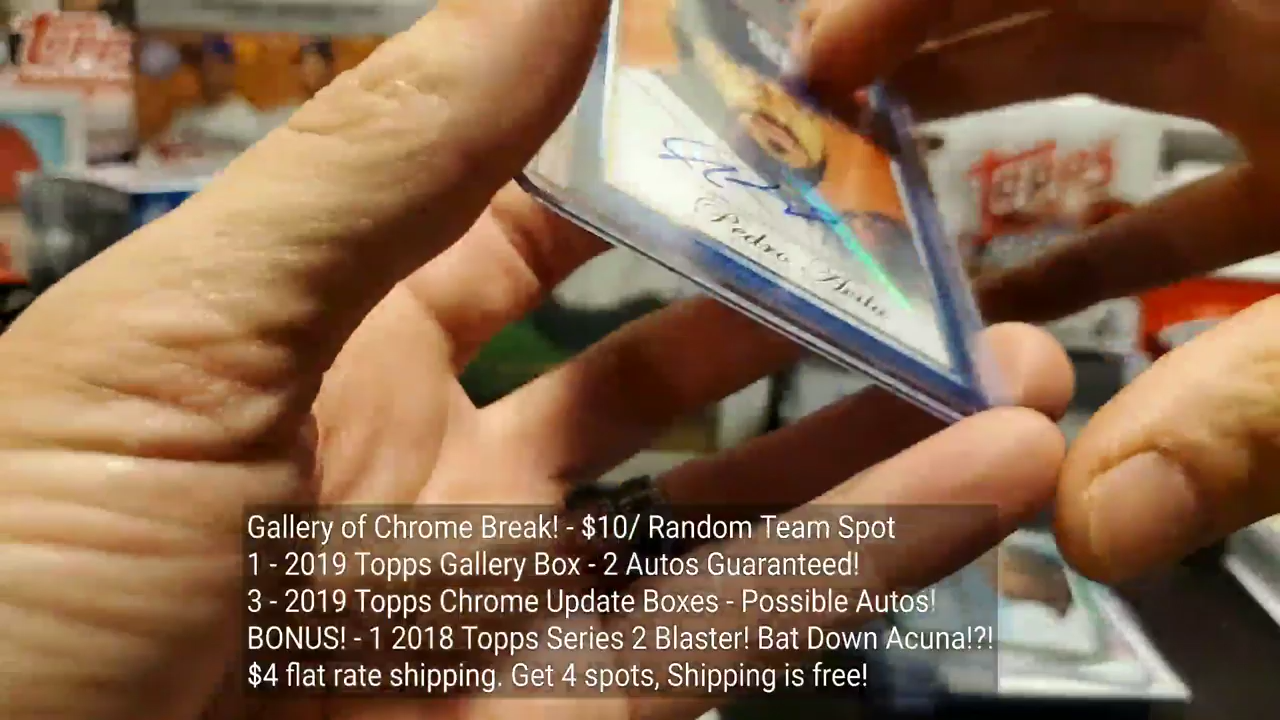 Topps
Topps
Pedro Avila
Gallery of Chrome Break! - $10/ Random Team Spot
1 - 2019 Topps Gallery Box - 2 Autos Guaranteed!
3 - 2019 Topps Chrome Update Boxes - Possible Autos!
BONUS! - 1 2018 Topps Series 2 Blaster! Bat Down Acuna!?!
$4 flat rate shipping. Get 4 spots, Shipping is free!